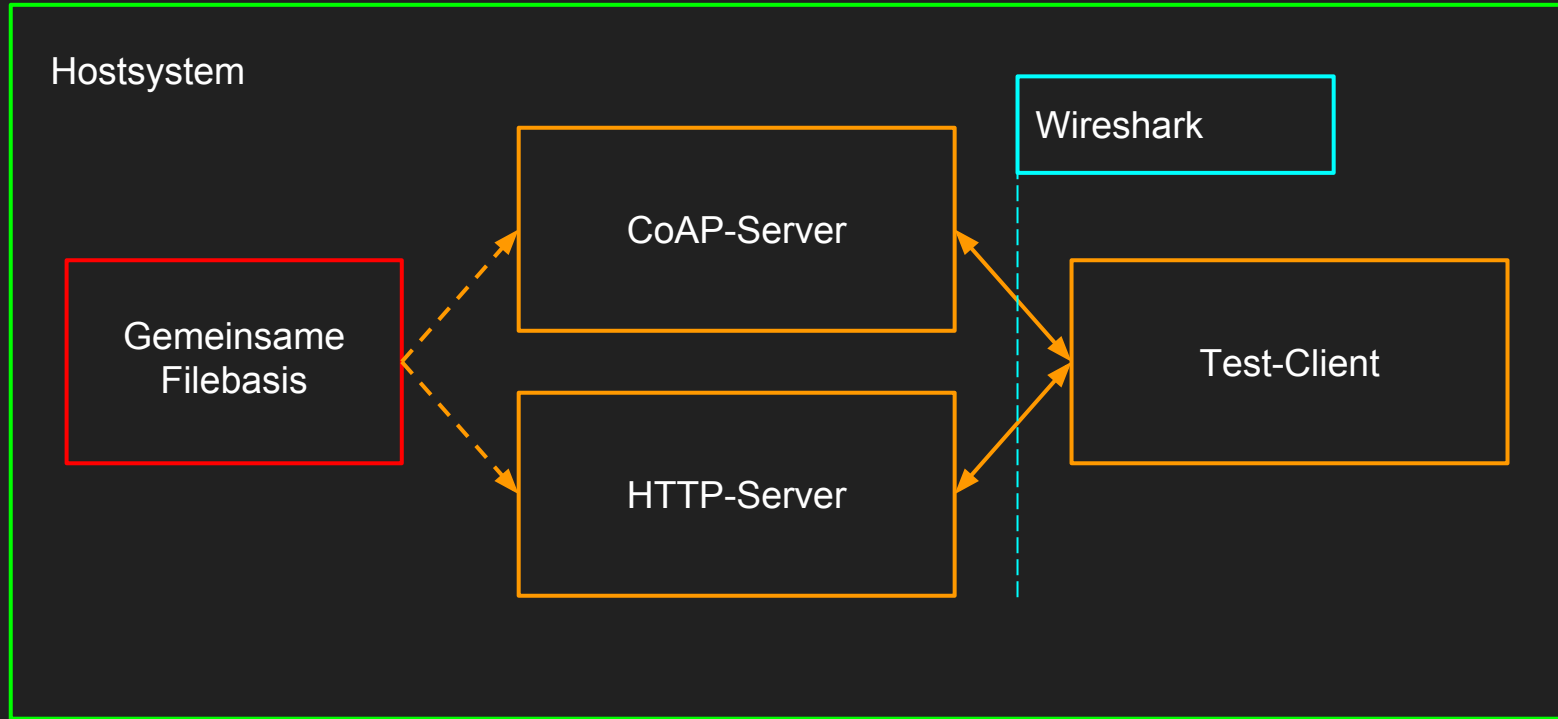 Hostsystem
Wireshark
CoAP-Server
Gemeinsame
Filebasis
Test-Client
HTTP-Server